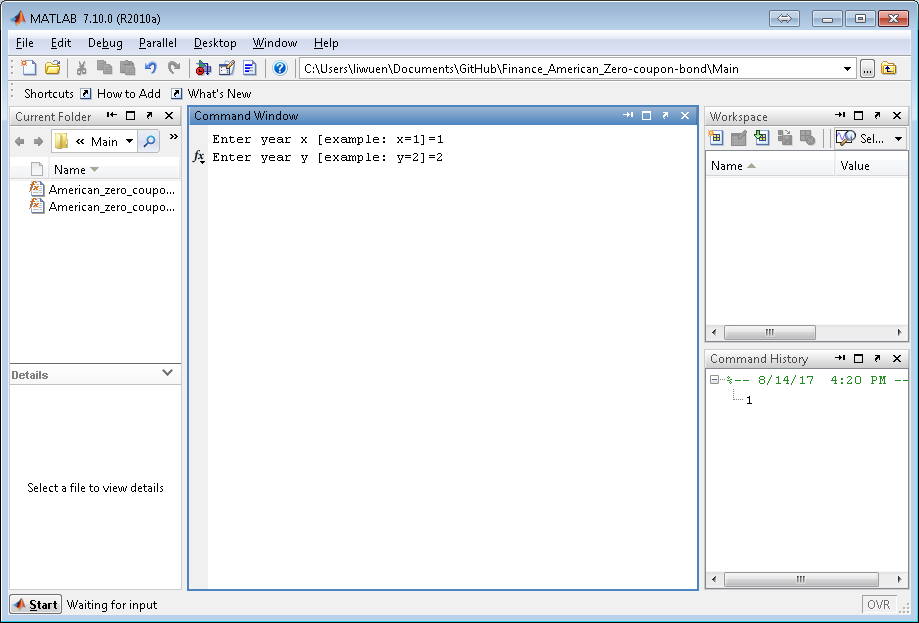 MATLAB 7.10.0 (R2010a)
File Edit Debug Parallel Desktop Window Help
C:\Users\liwuen\Documents\GitHub\Finance_American_Zero-coupon-bond\Main
...
Shortcuts How to Add What's New
Current Folder
« Main »
Name
American_zero_coupo...
American_zero_coupo...
Details
Select a file to view details
Command Window
Enter year x [example: x=1]=1
fx Enter year y [example: y=2]=2
Workspace
Sel...
Name Value
Command History
%-- 8/14/17 4:20 PM --
1
Start Waiting for input
OVR